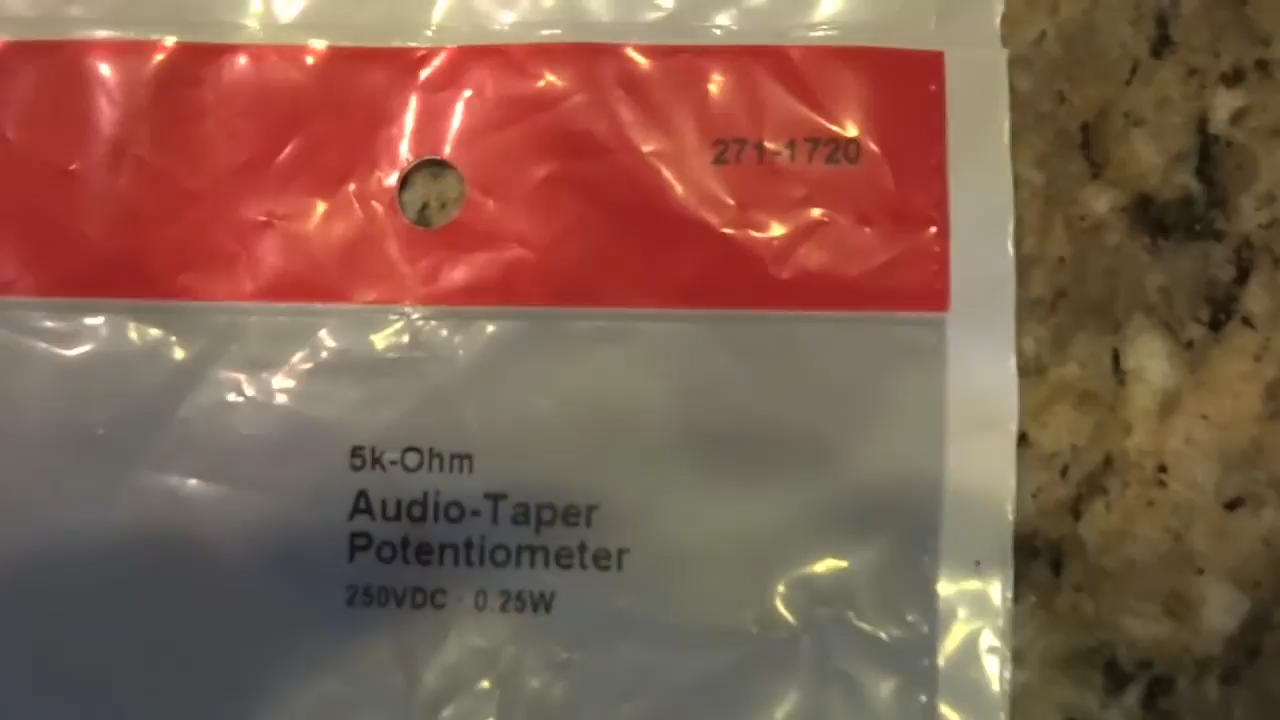 271-1720
5k-Ohm
Audio-Taper
Potentiometer
250VDC · 0.25W